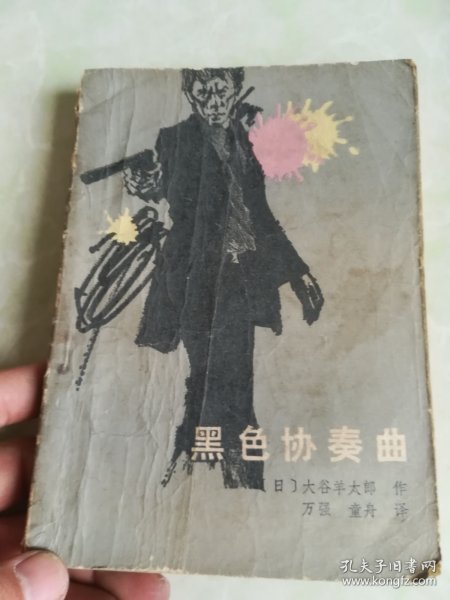 黑色协奏曲
〔日〕大谷羊太郎 作
万强 童舟 译
孔夫子旧书网
www.kongfz.com